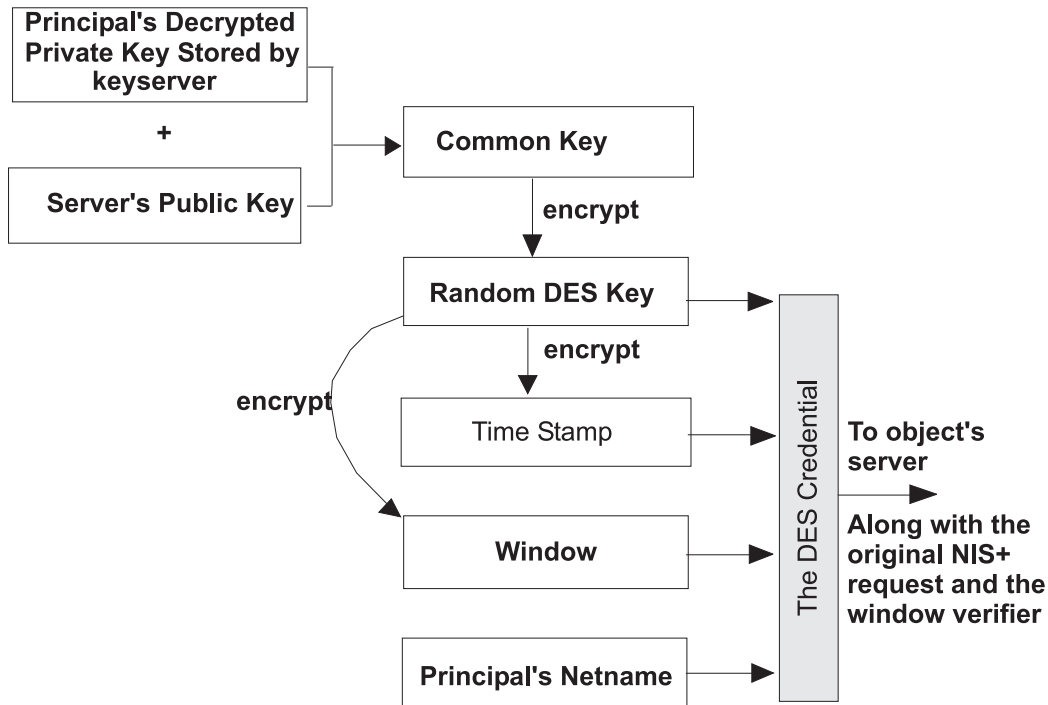 Principal's Decrypted
Private Key Stored by
keyserver
+
Server's Public Key
Common Key
encrypt
Random DES Key
encrypt
encrypt
Time Stamp
Window
Principal's Netname
The DES Credential
To object's
server
Along with the
original NIS+
request and the
window verifier